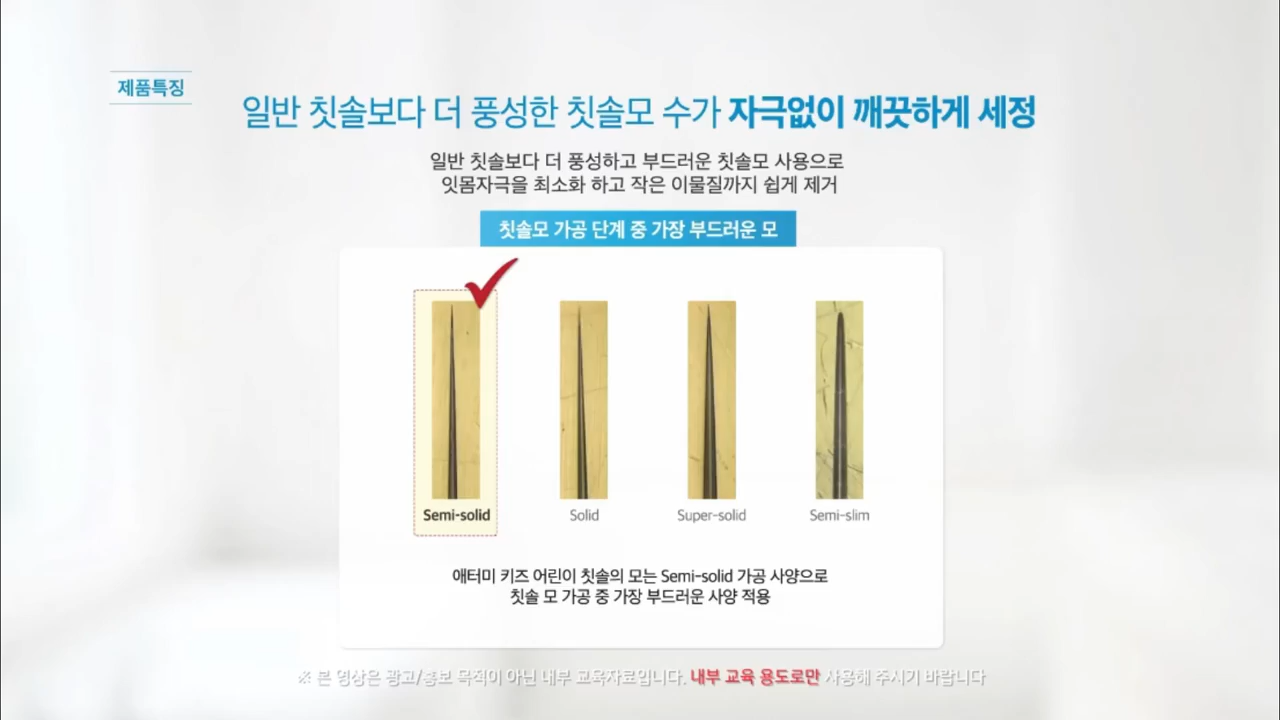 제품특징
일반 칫솔보다 더 풍성한 칫솔모 수가 자극없이 깨끗하게 세정
일반 칫솔보다 더 풍성하고 부드러운 칫솔모 사용으로
잇몸자극을 최소화 하고 작은 이물질까지 쉽게 제거
칫솔모 가공 단계 중 가장 부드러운 모
Semi-solid Solid Super-solid Semi-slim
애터미 키즈 어린이 칫솔의 모는 Semi-solid 가공 사양으로
칫솔 모 가공 중 가장 부드러운 사양 적용
※ 본 영상은 광고/홍보 목적이 아닌 내부 교육자료입니다. 내부 교육 용도로만 사용해 주시기 바랍니다